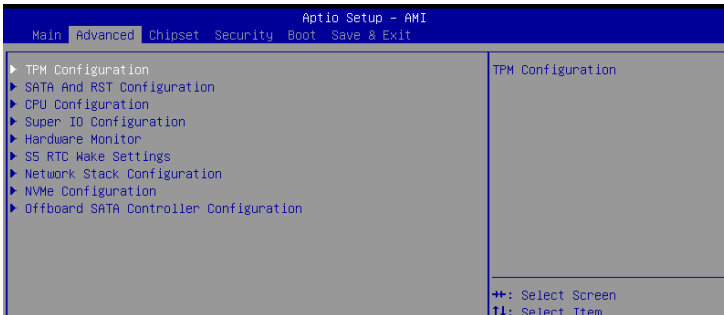 Aptio Setup - AMI
Main Advanced Chipset Security Boot Save & Exit
TPM Configuration
TPM Configuration
SATA And RST Configuration
CPU Configuration
Super IO Configuration
Hardware Monitor
S5 RTC Wake Settings
Network Stack Configuration
NVMe Configuration
Offboard SATA Controller Configuration
→←: Select Screen
↑↓: Select Item